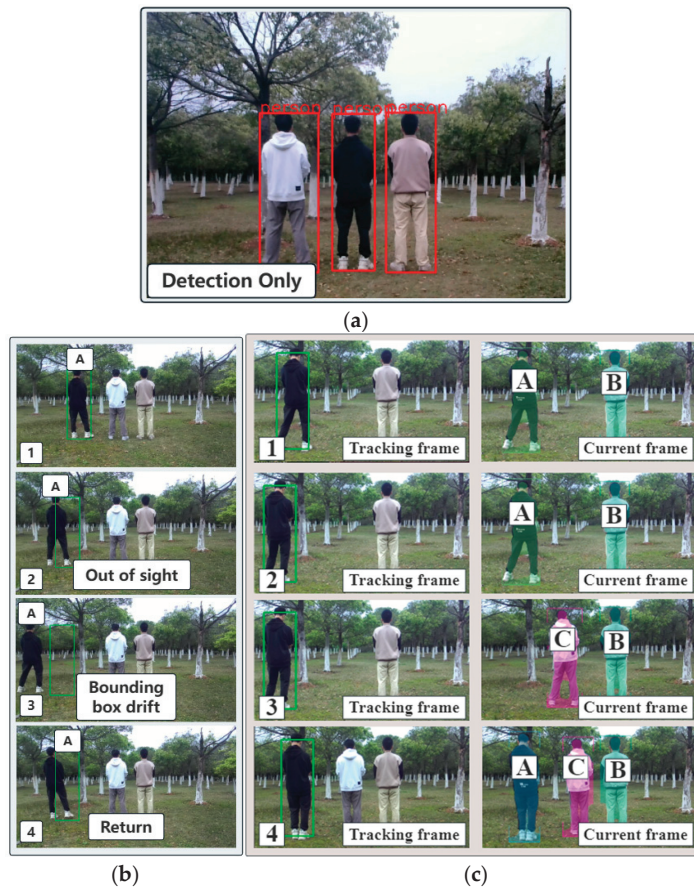 person person person
Detection Only
(a)
A
1
A
2
Out of sight
A
3
Bounding
box drift
A
4
Return
(b)
1
Tracking frame
A
B
Current frame
2
Tracking frame
A
B
Current frame
3
Tracking frame
C
B
Current frame
4
Tracking frame
A
C
B
Current frame
(c)